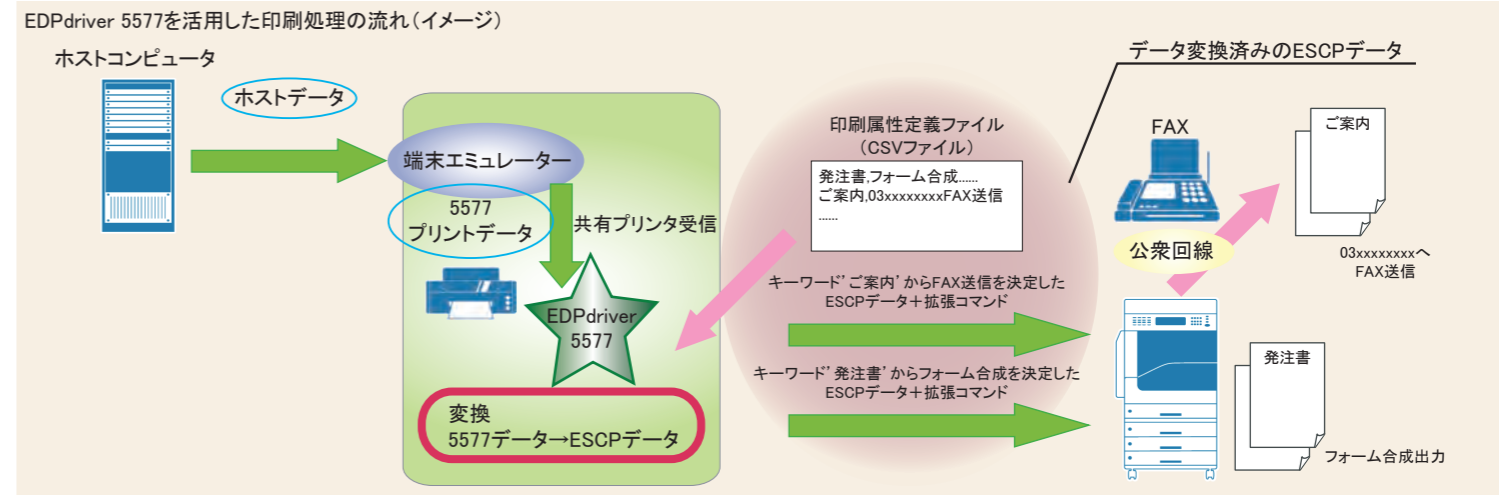 EDPdriver 5577を活用した印刷処理の流れ(イメージ)
ホストコンピュータ
ホストデータ
端末エミュレーター
5577
プリントデータ
共有プリンタ受信
EDPdriver
5577
変換
5577データ→ESCPデータ
印刷属性定義ファイル
(CSVファイル)
発注書,フォーム合成……
ご案内,03xxxxxxxxFAX送信
……
キーワード’ご案内’からFAX送信を決定した
ESCPデータ+拡張コマンド
キーワード’発注書’からフォーム合成を決定した
ESCPデータ+拡張コマンド
データ変換済みのESCPデータ
FAX
公衆回線
ご案内
03xxxxxxxxへ
FAX送信
発注書
フォーム合成出力